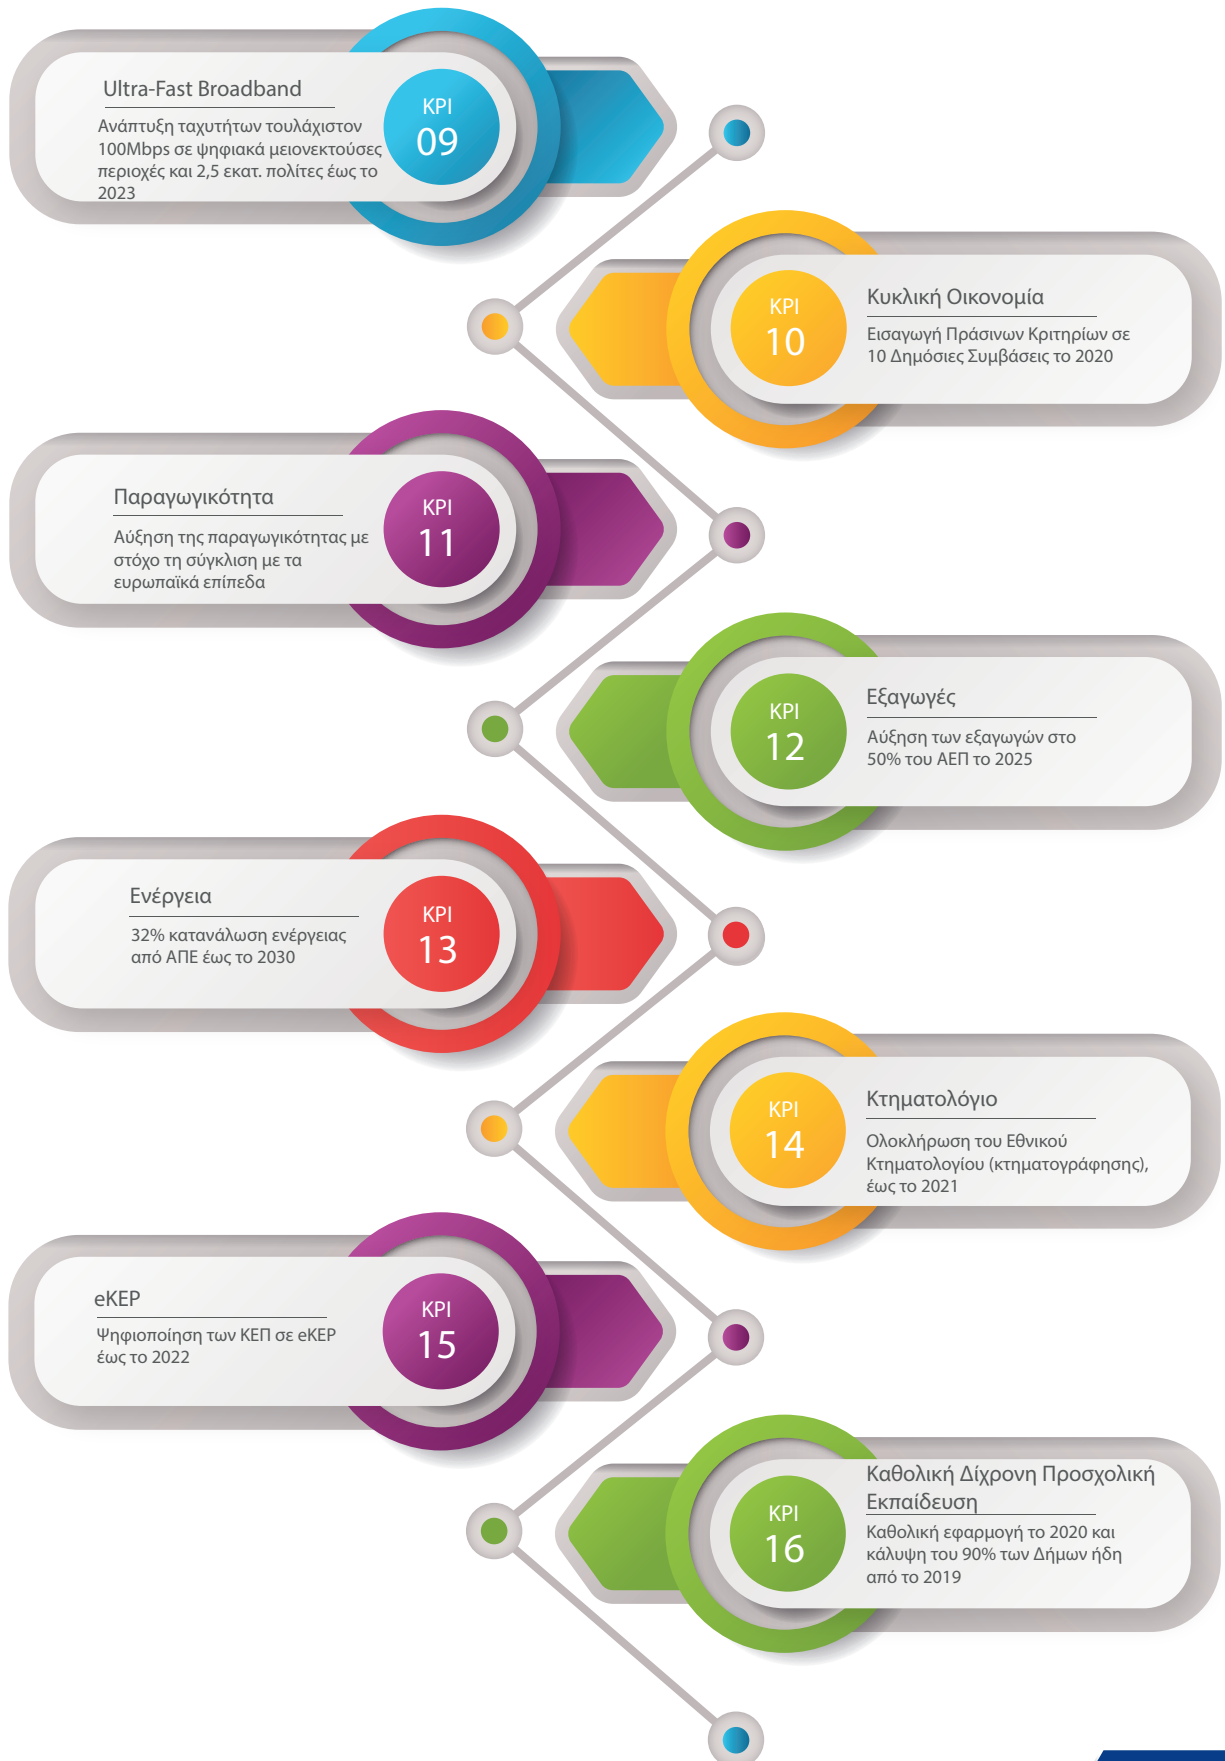 Ultra-Fast Broadband
Ανάπτυξη ταχυτήτων τουλάχιστον
100Mbps σε ψηφιακά μειονεκτούσες
περιοχές και 2,5 εκατ. πολίτες έως το
2023
KPI
09
KPI
10
Κυκλική Οικονομία
Εισαγωγή Πράσινων Κριτηρίων σε
10 Δημόσιες Συμβάσεις το 2020
Παραγωγικότητα
Αύξηση της παραγωγικότητας με
στόχο τη σύγκλιση με τα
ευρωπαϊκά επίπεδα
KPI
11
KPI
12
Εξαγωγές
Αύξηση των εξαγωγών στο
50% του ΑΕΠ το 2025
Ενέργεια
32% κατανάλωση ενέργειας
από ΑΠΕ έως το 2030
KPI
13
KPI
14
Κτηματολόγιο
Ολοκλήρωση του Εθνικού
Κτηματολογίου (κτηματογράφησης),
έως το 2021
eΚΕΡ
Ψηφιοποίηση των ΚΕΠ σε eKEP
έως το 2022
KPI
15
KPI
16
Καθολική Δίχρονη Προσχολική
Εκπαίδευση
Καθολική εφαρμογή το 2020 και
κάλυψη του 90% των Δήμων ήδη
από το 2019